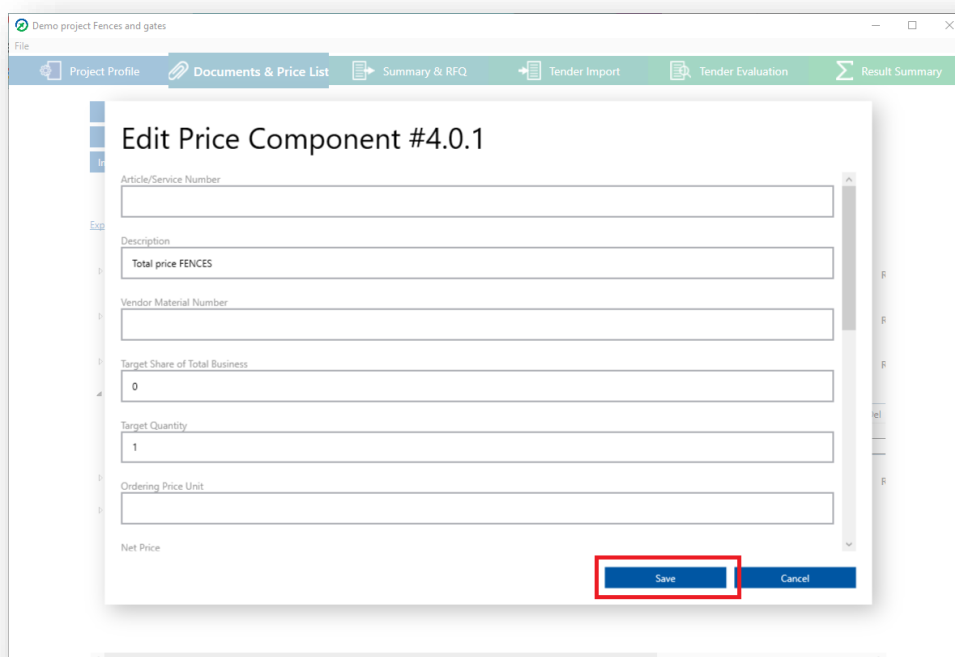 Demo project Fences and gates
File
Project Profile
Documents & Price List
Summary & RFQ
Tender Import
Tender Evaluation
Result Summary
Edit Price Component #4.0.1
Article/Service Number
Description
Total price FENCES
Vendor Material Number
Target Share of Total Business
0
Target Quantity
1
Ordering Price Unit
Net Price
Save
Cancel